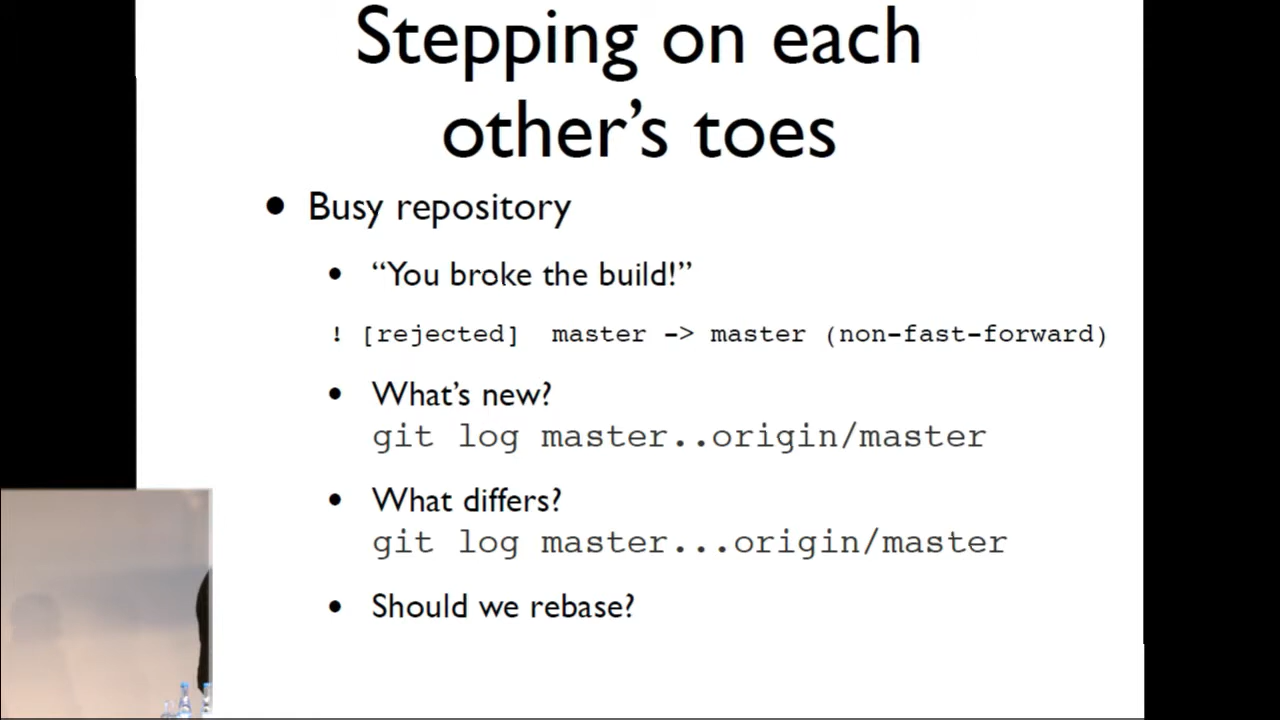 Stepping on each
other’s toes
• Busy repository
• “You broke the build!”
! [rejected]  master -> master (non-fast-forward)
• What’s new?
git log master..origin/master
• What differs?
git log master...origin/master
• Should we rebase?